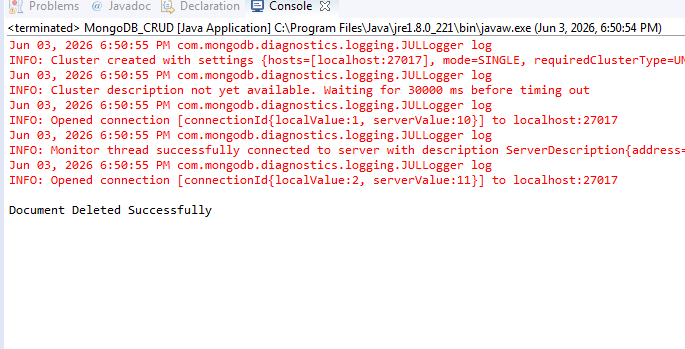 Problems @ Javadoc Declaration Console
<terminated> MongoDB_CRUD [Java Application] C:\Program Files\Java\jre1.8.0_221\bin\javaw.exe (Jun 3, 2026, 6:50:54 PM)
Jun 03, 2026 6:50:55 PM com.mongodb.diagnostics.logging.JULLogger log
INFO: Cluster created with settings {hosts=[localhost:27017], mode=SINGLE, requiredClusterType=UN
Jun 03, 2026 6:50:55 PM com.mongodb.diagnostics.logging.JULLogger log
INFO: Cluster description not yet available. Waiting for 30000 ms before timing out
Jun 03, 2026 6:50:55 PM com.mongodb.diagnostics.logging.JULLogger log
INFO: Opened connection [connectionId{localValue:1, serverValue:10}] to localhost:27017
Jun 03, 2026 6:50:55 PM com.mongodb.diagnostics.logging.JULLogger log
INFO: Monitor thread successfully connected to server with description ServerDescription{address=
Jun 03, 2026 6:50:55 PM com.mongodb.diagnostics.logging.JULLogger log
INFO: Opened connection [connectionId{localValue:2, serverValue:11}] to localhost:27017
Document Deleted Successfully